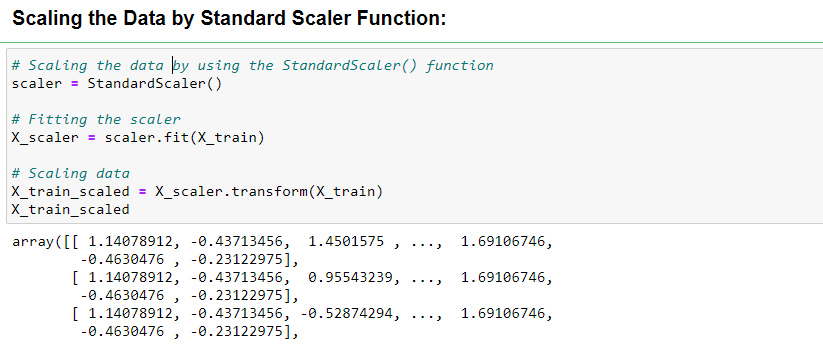 Scaling the Data by Standard Scaler Function:
# Scaling the data by using the StandardScaler() function
scaler = StandardScaler()
# Fitting the scaler
X_scaler = scaler.fit(X_train)
# Scaling data
X_train_scaled = X_scaler.transform(X_train)
X_train_scaled
array([[ 1.14078912, -0.43713456,  1.4501575 , ...,  1.69106746,
        -0.4630476 , -0.23122975],
       [ 1.14078912, -0.43713456,  0.95543239, ...,  1.69106746,
        -0.4630476 , -0.23122975],
       [ 1.14078912, -0.43713456, -0.52874294, ...,  1.69106746,
        -0.4630476 , -0.23122975],